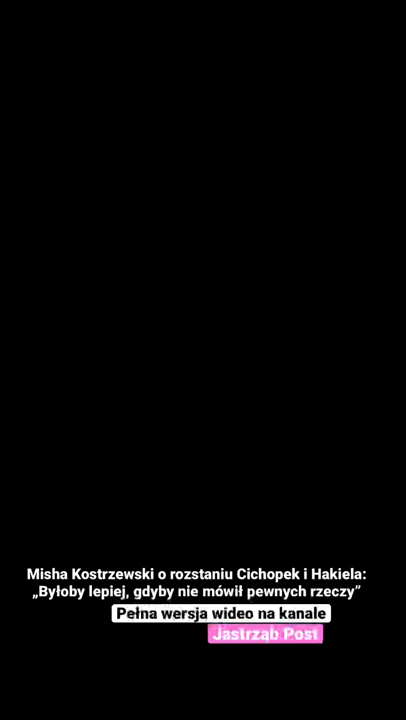 Misha Kostrzewski o rozstaniu Cichopek i Hakiela:
„Byłoby lepiej, gdyby nie mówił pewnych rzeczy”
Pełna wersja wideo na kanale
Jastrząb Post